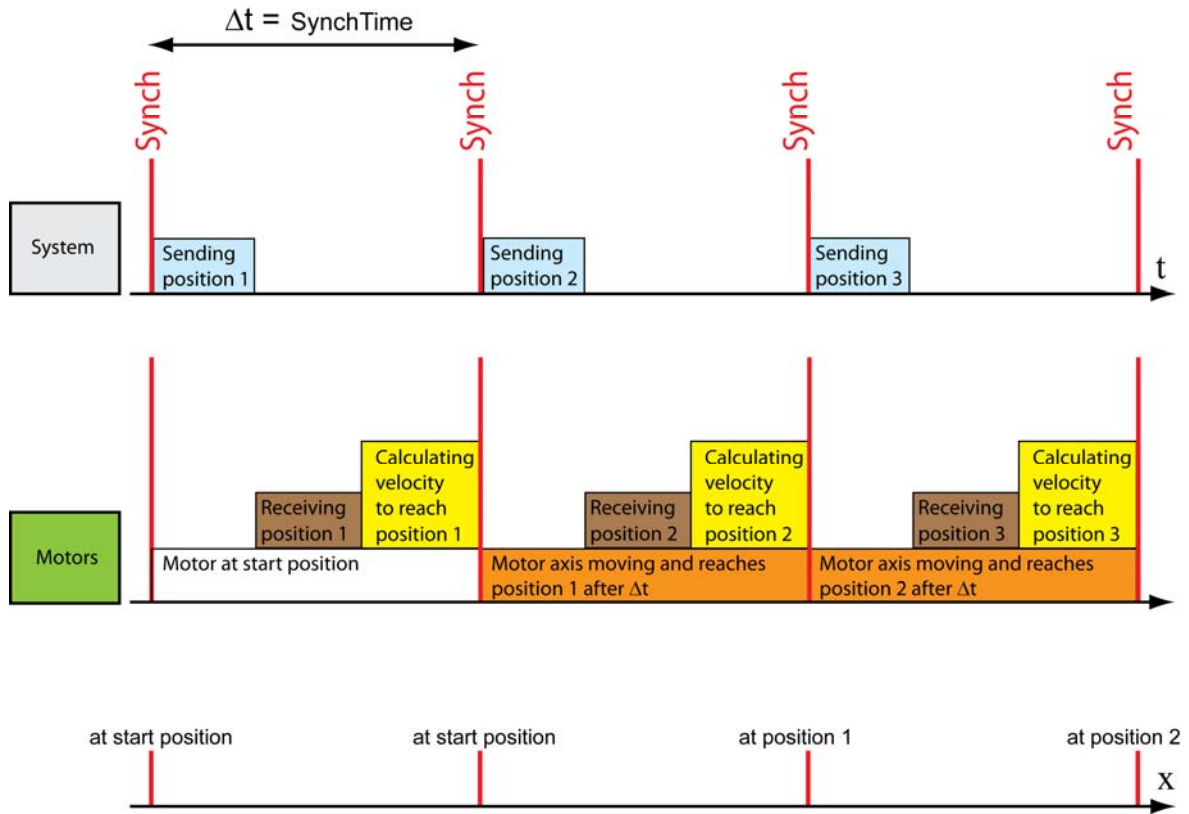 Δt = SynchTime
Synch
Synch
Synch
Synch
System
Sending
position 1
Sending
position 2
Sending
position 3
t
Motors
Receiving
position 1
Calculating
velocity
to reach
position 1
Receiving
position 2
Calculating
velocity
to reach
position 2
Receiving
position 3
Calculating
velocity
to reach
position 3
Motor at start position
Motor axis moving and reaches
position 1 after Δt
Motor axis moving and reaches
position 2 after Δt
at start position
at start position
at position 1
at position 2
x